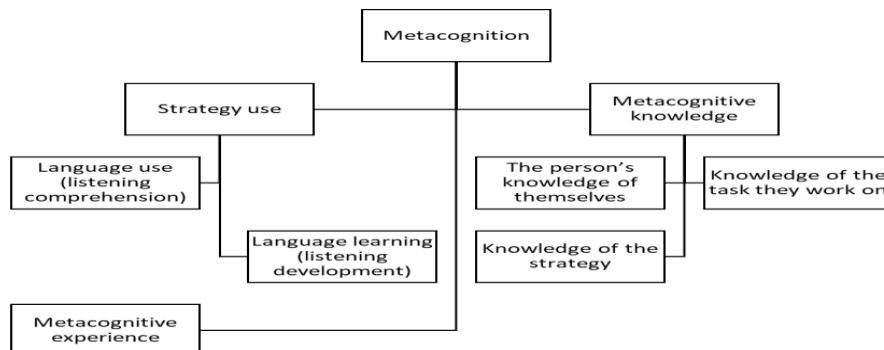 Metacognition
Strategy use
Metacognitive
knowledge
Language use
(listening
comprehension)
The person's
knowledge of
themselves
Knowledge of the
task they work on
Language learning
(listening
development)
Knowledge of the
strategy
Metacognitive
experience